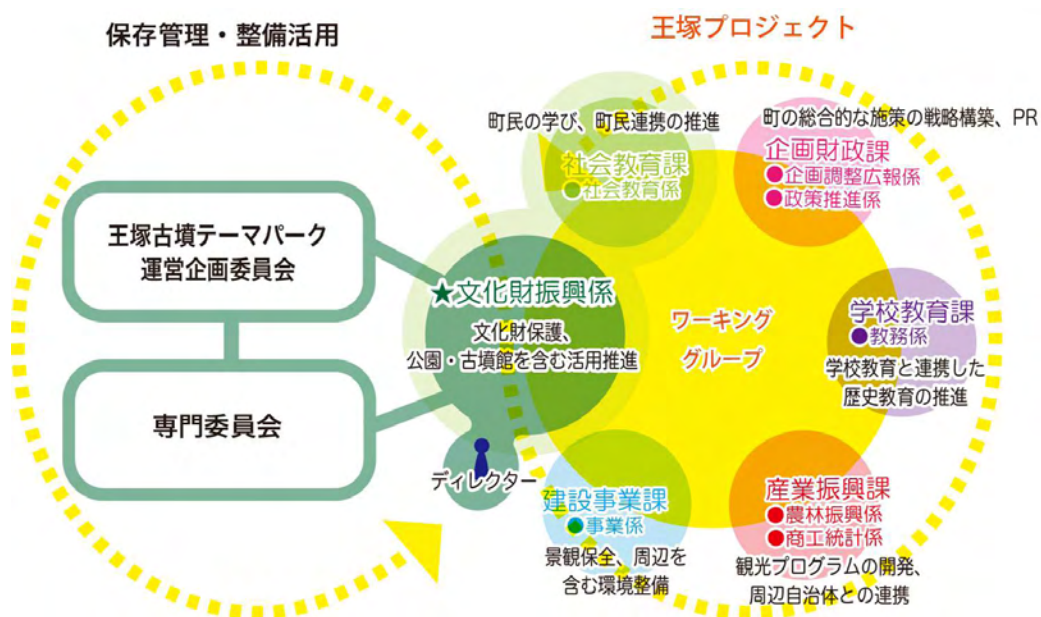 保存管理・整備活用
王塚プロジェクト
王塚古墳テーマパーク
運営企画委員会
専門委員会
★文化財振興係
文化財保護、
公園・古墳館を含む活用推進
ディレクター
町民の学び、町民連携の推進
社会教育課
●社会教育係
町の総合的な施策の戦略構築、PR
企画財政課
●企画調整広報係
●政策推進係
ワーキング
グループ
学校教育課
●教務係
学校教育と連携した
歴史教育の推進
建設事業課
●事業係
景観保全、周辺を
含む環境整備
産業振興課
●農林振興係
●商工統計係
観光プログラムの開発、
周辺自治体との連携